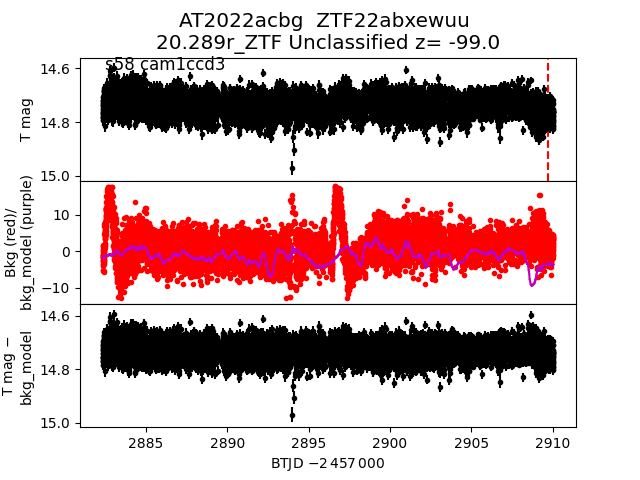 AT2022acbg ZTF22abxewuu
20.289r_ZTF Unclassified z= -99.0
s58 cam1ccd3
14.6
14.8
15.0
T mag
10
0
−10
Bkg (red)/
bkg_model (purple)
14.6
14.8
15.0
T mag −
bkg_model
2885 2890 2895 2900 2905 2910
BTJD −2 457 000